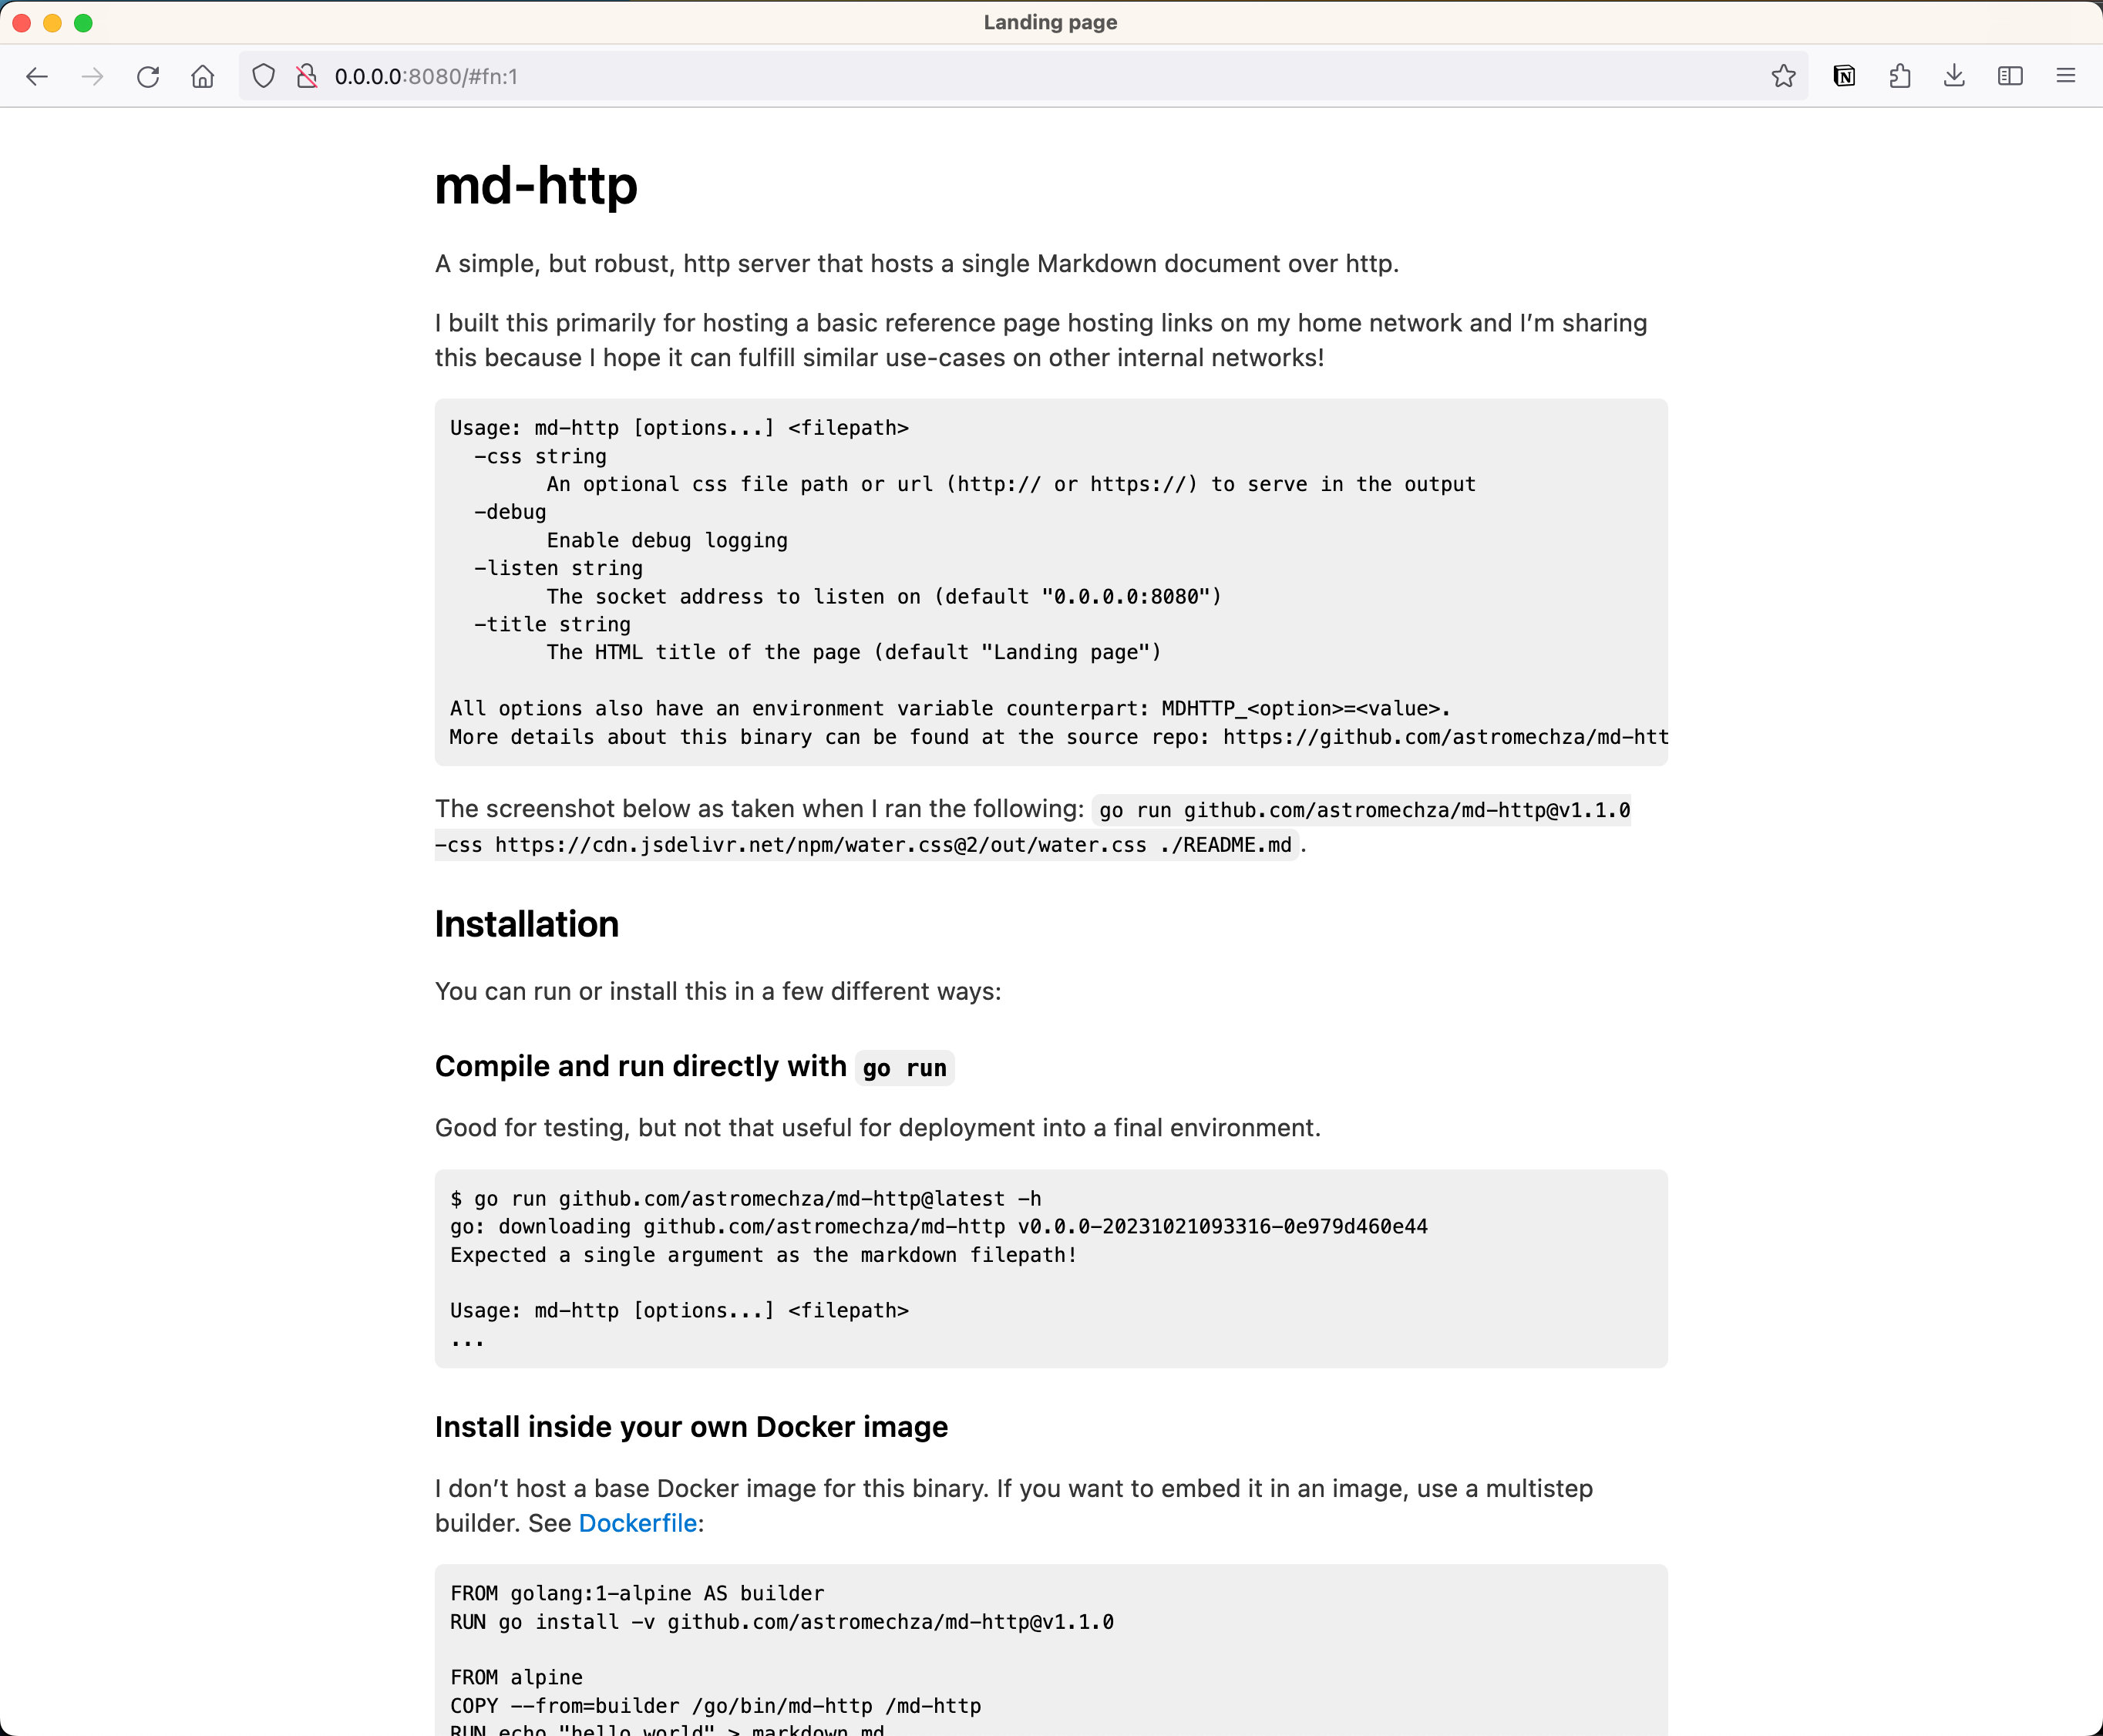 Landing page
0.0.0.0:8080/#fn:1
md-http
A simple, but robust, http server that hosts a single Markdown document over http.
I built this primarily for hosting a basic reference page hosting links on my home network and I’m sharing
this because I hope it can fulfill similar use-cases on other internal networks!
Usage: md-http [options...] <filepath>
  -css string
        An optional css file path or url (http:// or https://) to serve in the output
  -debug
        Enable debug logging
  -listen string
        The socket address to listen on (default "0.0.0.0:8080")
  -title string
        The HTML title of the page (default "Landing page")
All options also have an environment variable counterpart: MDHTTP_<option>=<value>.
More details about this binary can be found at the source repo: https://github.com/astromechza/md-htt
The screenshot below as taken when I ran the following: go run github.com/astromechza/md-http@v1.1.0
-css https://cdn.jsdelivr.net/npm/water.css@2/out/water.css ./README.md.
Installation
You can run or install this in a few different ways:
Compile and run directly with go run
Good for testing, but not that useful for deployment into a final environment.
$ go run github.com/astromechza/md-http@latest -h
go: downloading github.com/astromechza/md-http v0.0.0-20231021093316-0e979d460e44
Expected a single argument as the markdown filepath!
Usage: md-http [options...] <filepath>
...
Install inside your own Docker image
I don’t host a base Docker image for this binary. If you want to embed it in an image, use a multistep
builder. See Dockerfile:
FROM golang:1-alpine AS builder
RUN go install -v github.com/astromechza/md-http@v1.1.0
FROM alpine
COPY --from=builder /go/bin/md-http /md-http
RUN echo "hello world" > markdown.md